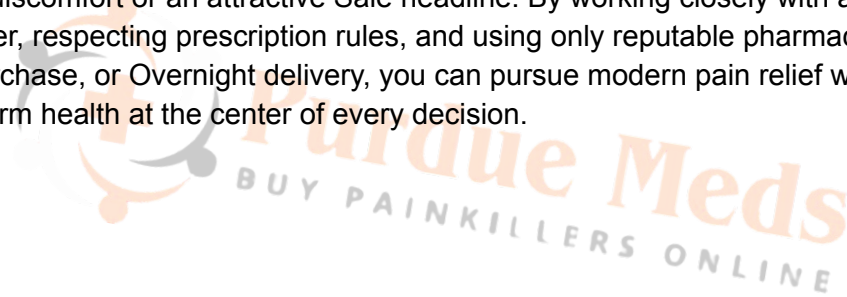 discomfort or an attractive Sale headline. By working closely with a
er, respecting prescription rules, and using only reputable pharmac
chase, or Overnight delivery, you can pursue modern pain relief w
rm health at the center of every decision.
Purdue Meds
BUY PAINKILLERS ONLINE